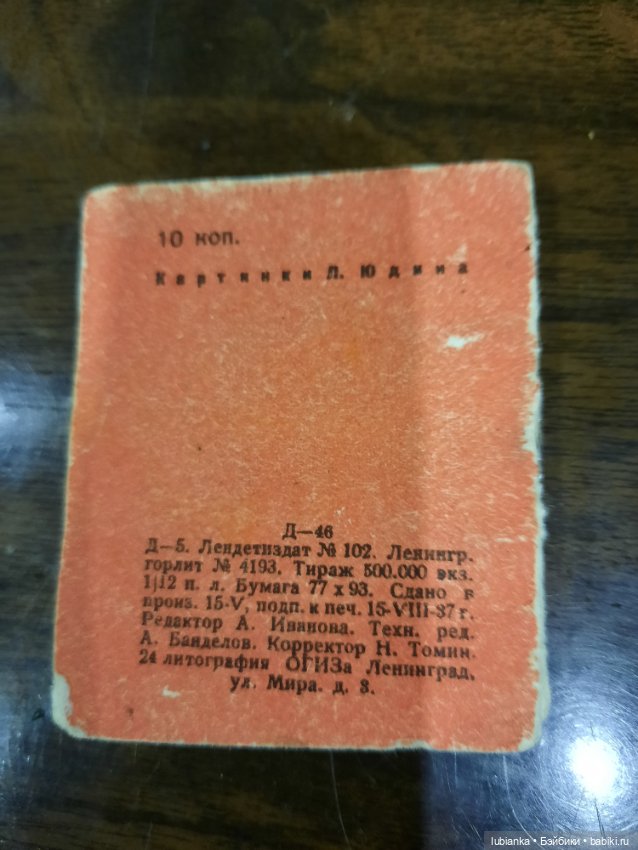 10 коп.
Картинки Л. Юдина
Д—46
Д—5. Лендетиздат № 102. Ленингр.
горлит № 4193. Тираж 500.000 экз.
1|12 п. л. Бумага 77 х 93. Сдано в
произ. 15-V, подп. к печ. 15-VIII-37 г.
Редактор А. Иванова. Техн. ред.
А. Банделов. Корректор Н. Томин.
24 литография ОГИЗа Ленинград,
ул. Мира. д. 3.
lubianka • Бэйбики • babiki.ru